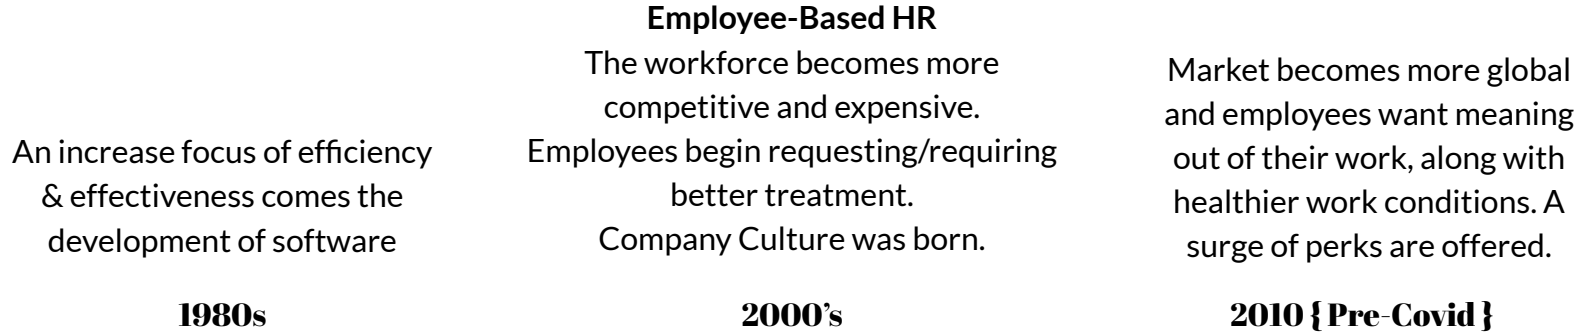 An increase focus of efficiency
& effectiveness comes the
development of software
1980s
Employee-Based HR
The workforce becomes more
competitive and expensive.
Employees begin requesting/requiring
better treatment.
Company Culture was born.
2000’s
Market becomes more global
and employees want meaning
out of their work, along with
healthier work conditions. A
surge of perks are offered.
2010 { Pre-Covid }